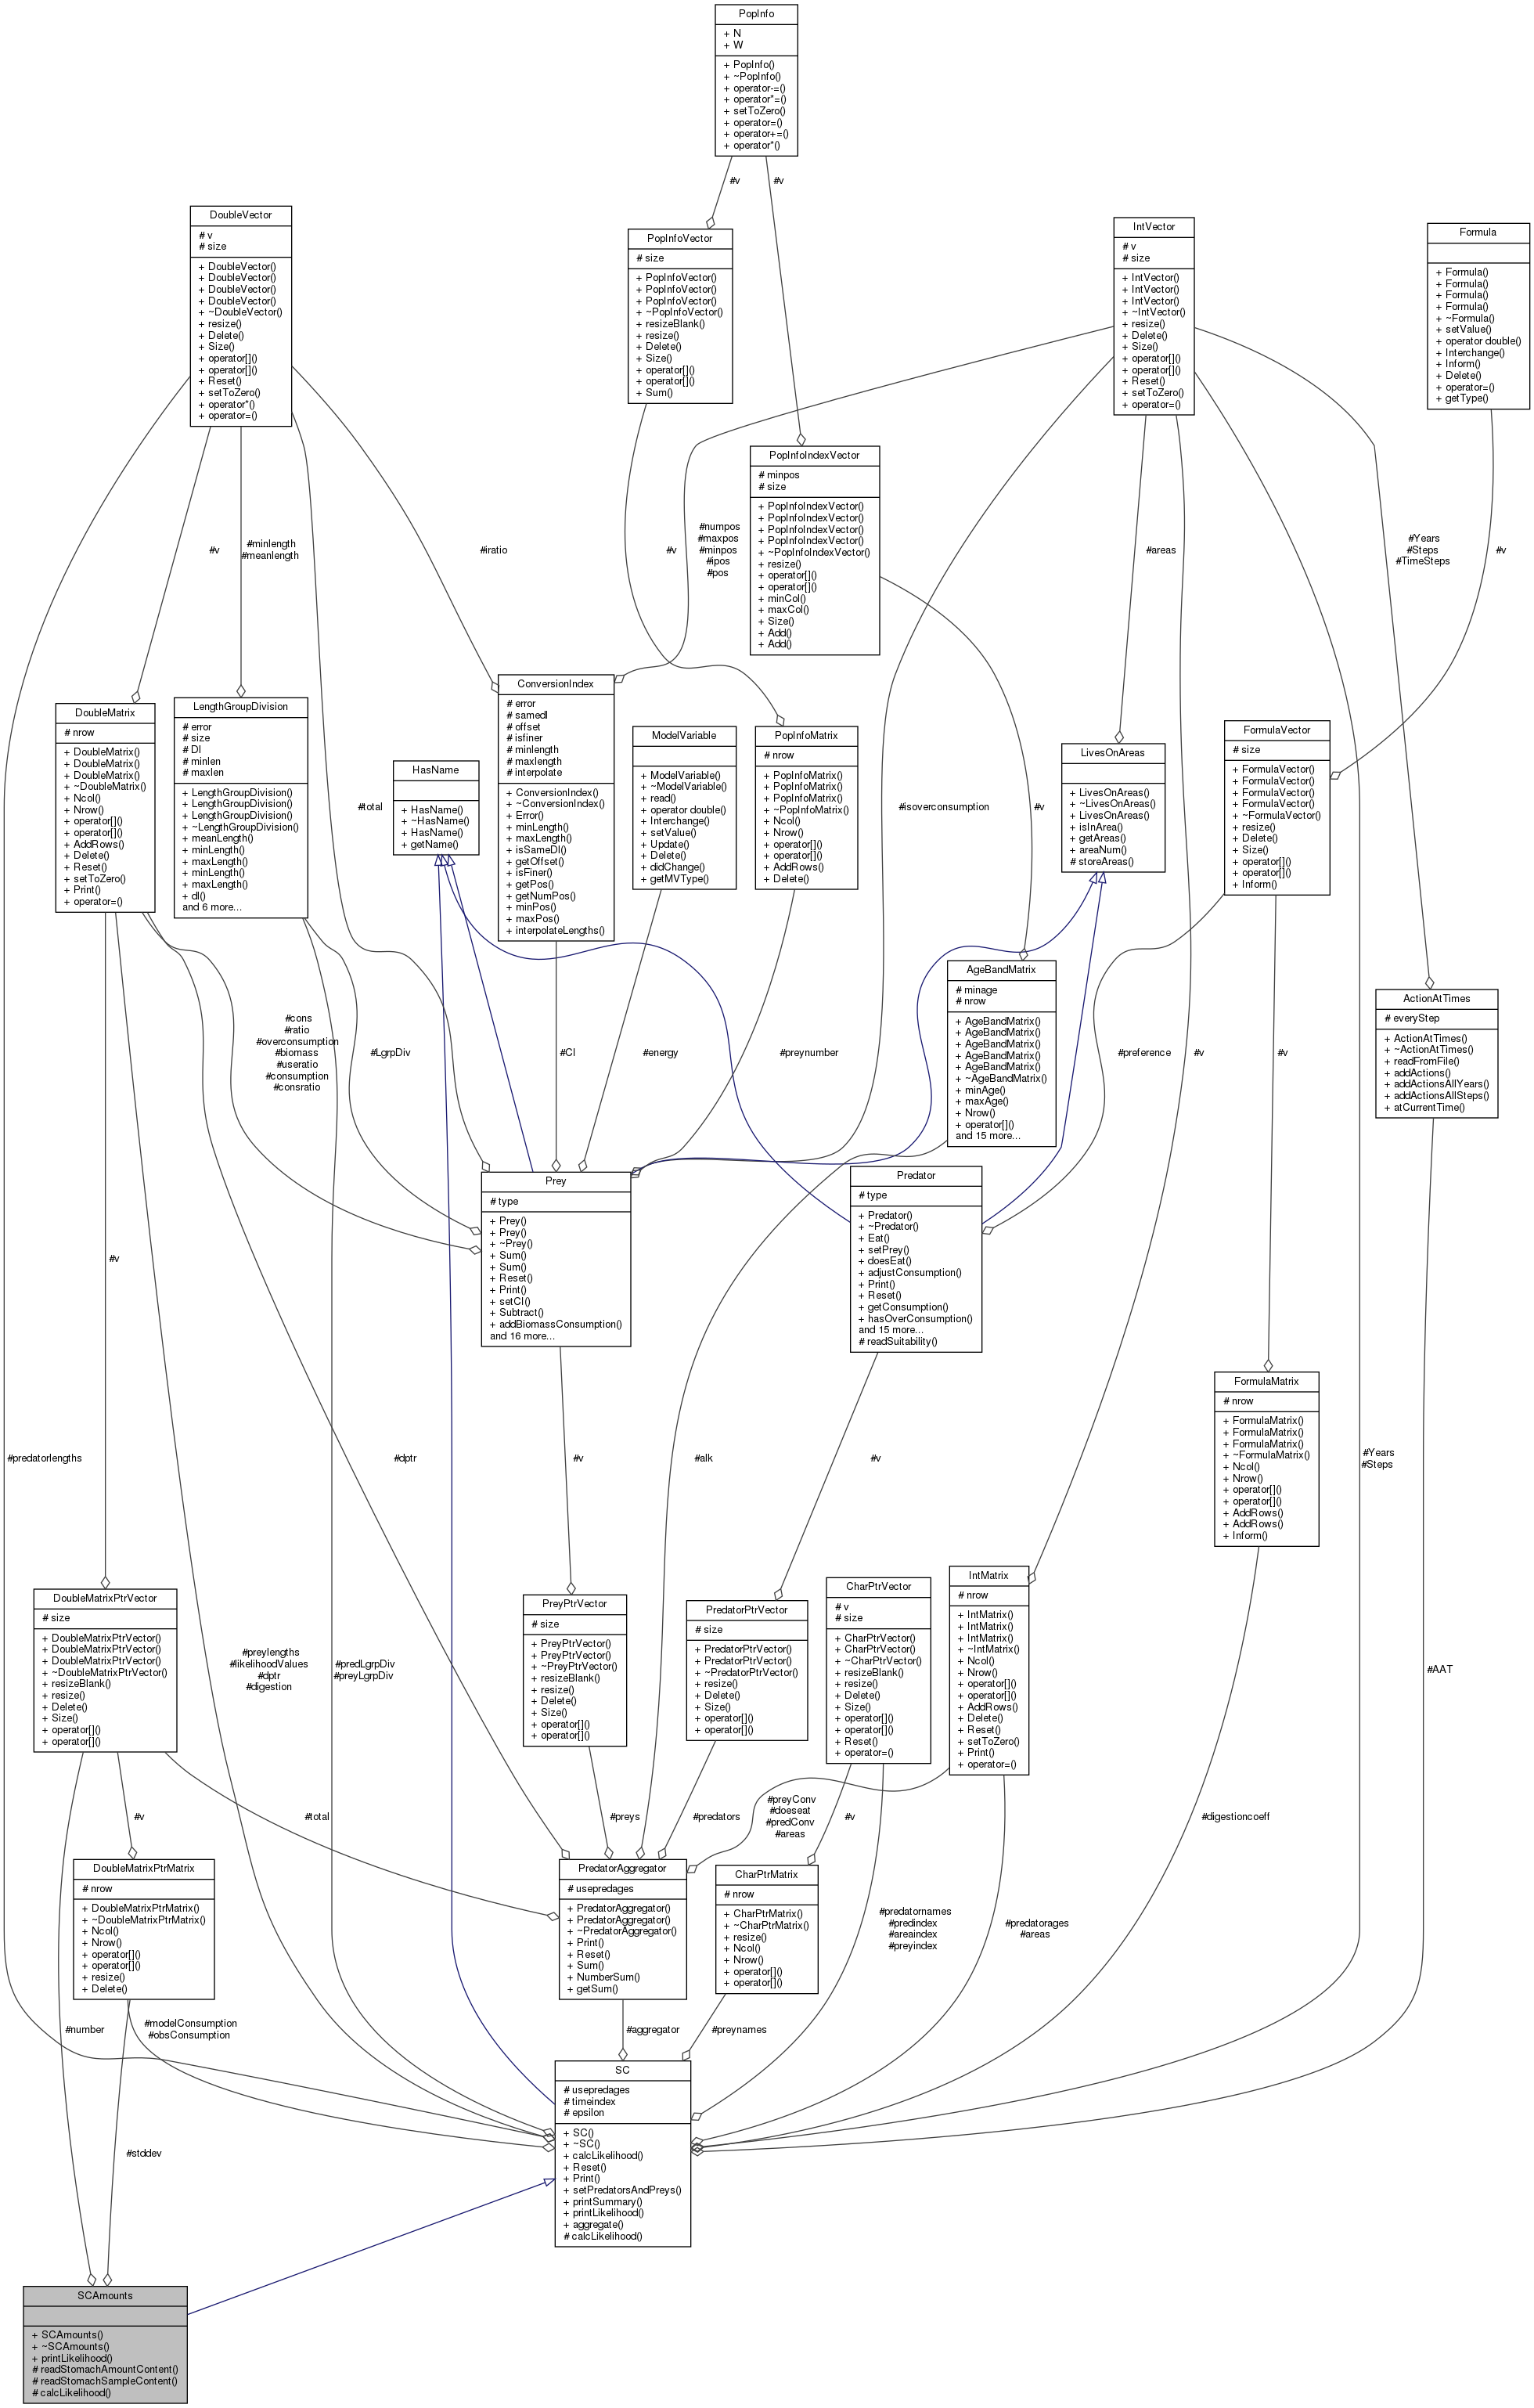 PopInfo
+ N
+ W
+ PopInfo()
+ ~PopInfo()
+ operator-=()
+ operator*=()
+ setToZero()
+ operator=()
+ operator+=()
+ operator*()
#v
#v
DoubleVector
# v
# size
+ DoubleVector()
+ DoubleVector()
+ DoubleVector()
+ DoubleVector()
+ ~DoubleVector()
+ resize()
+ Delete()
+ Size()
+ operator[]()
+ operator[]()
+ Reset()
+ setToZero()
+ operator*()
+ operator=()
PopInfoVector
# size
+ PopInfoVector()
+ PopInfoVector()
+ PopInfoVector()
+ ~PopInfoVector()
+ resizeBlank()
+ resize()
+ Delete()
+ Size()
+ operator[]()
+ operator[]()
+ Sum()
IntVector
# v
# size
+ IntVector()
+ IntVector()
+ IntVector()
+ ~IntVector()
+ resize()
+ Delete()
+ Size()
+ operator[]()
+ operator[]()
+ Reset()
+ setToZero()
+ operator=()
Formula
+ Formula()
+ Formula()
+ Formula()
+ Formula()
+ ~Formula()
+ setValue()
+ operator double()
+ Interchange()
+ Inform()
+ Delete()
+ operator=()
+ getType()
PopInfoIndexVector
# minpos
# size
+ PopInfoIndexVector()
+ PopInfoIndexVector()
+ PopInfoIndexVector()
+ PopInfoIndexVector()
+ ~PopInfoIndexVector()
+ resize()
+ operator[]()
+ operator[]()
+ minCol()
+ maxCol()
+ Size()
+ Add()
+ Add()
#v
#minlength
#meanlength
#iratio
#v
#numpos
#maxpos
#minpos
#ipos
#pos
#areas
#Years
#Steps
#TimeSteps
#v
DoubleMatrix
# nrow
+ DoubleMatrix()
+ DoubleMatrix()
+ DoubleMatrix()
+ ~DoubleMatrix()
+ Ncol()
+ Nrow()
+ operator[]()
+ operator[]()
+ AddRows()
+ Delete()
+ Reset()
+ setToZero()
+ Print()
+ operator=()
LengthGroupDivision
# error
# size
# Dl
# minlen
# maxlen
+ LengthGroupDivision()
+ LengthGroupDivision()
+ LengthGroupDivision()
+ ~LengthGroupDivision()
+ meanLength()
+ minLength()
+ maxLength()
+ minLength()
+ maxLength()
+ dl()
and 6 more...
#total
HasName
+ HasName()
+ ~HasName()
+ HasName()
+ getName()
ConversionIndex
# error
# samedl
# offset
# isfiner
# minlength
# maxlength
# interpolate
+ ConversionIndex()
+ ~ConversionIndex()
+ Error()
+ minLength()
+ maxLength()
+ isSameDl()
+ getOffset()
+ isFiner()
+ getPos()
+ getNumPos()
+ minPos()
+ maxPos()
+ interpolateLengths()
ModelVariable
+ ModelVariable()
+ ~ModelVariable()
+ read()
+ operator double()
+ Interchange()
+ setValue()
+ Update()
+ Delete()
+ didChange()
+ getMVType()
PopInfoMatrix
# nrow
+ PopInfoMatrix()
+ PopInfoMatrix()
+ PopInfoMatrix()
+ ~PopInfoMatrix()
+ Ncol()
+ Nrow()
+ operator[]()
+ operator[]()
+ AddRows()
+ Delete()
#isoverconsumption
#v
LivesOnAreas
+ LivesOnAreas()
+ ~LivesOnAreas()
+ LivesOnAreas()
+ isInArea()
+ getAreas()
+ areaNum()
# storeAreas()
FormulaVector
# size
+ FormulaVector()
+ FormulaVector()
+ FormulaVector()
+ FormulaVector()
+ ~FormulaVector()
+ resize()
+ Delete()
+ Size()
+ operator[]()
+ operator[]()
+ Inform()
AgeBandMatrix
# minage
# nrow
+ AgeBandMatrix()
+ AgeBandMatrix()
+ AgeBandMatrix()
+ AgeBandMatrix()
+ AgeBandMatrix()
+ ~AgeBandMatrix()
+ minAge()
+ maxAge()
+ Nrow()
+ operator[]()
and 15 more...
ActionAtTimes
# everyStep
+ ActionAtTimes()
+ ~ActionAtTimes()
+ readFromFile()
+ addActions()
+ addActionsAllYears()
+ addActionsAllSteps()
+ atCurrentTime()
#cons
#ratio
#overconsumption
#biomass
#useratio
#consumption
#consratio
#LgrpDiv
#CI
#energy
#preynumber
#preference
#v
#v
Prey
# type
+ Prey()
+ Prey()
+ ~Prey()
+ Sum()
+ Sum()
+ Reset()
+ Print()
+ setCI()
+ Subtract()
+ addBiomassConsumption()
and 16 more...
Predator
# type
+ Predator()
+ ~Predator()
+ Eat()
+ setPrey()
+ doesEat()
+ adjustConsumption()
+ Print()
+ Reset()
+ getConsumption()
+ hasOverConsumption()
and 15 more...
# readSuitability()
#v
FormulaMatrix
# nrow
+ FormulaMatrix()
+ FormulaMatrix()
+ FormulaMatrix()
+ ~FormulaMatrix()
+ Ncol()
+ Nrow()
+ operator[]()
+ operator[]()
+ AddRows()
+ AddRows()
+ Inform()
#predatorlengths
#dptr
#v
#alk
#v
#Years
#Steps
DoubleMatrixPtrVector
# size
+ DoubleMatrixPtrVector()
+ DoubleMatrixPtrVector()
+ DoubleMatrixPtrVector()
+ ~DoubleMatrixPtrVector()
+ resizeBlank()
+ resize()
+ Delete()
+ Size()
+ operator[]()
+ operator[]()
#preylengths
#likelihoodValues
#dptr
#digestion
#predLgrpDiv
#preyLgrpDiv
PreyPtrVector
# size
+ PreyPtrVector()
+ PreyPtrVector()
+ ~PreyPtrVector()
+ resizeBlank()
+ resize()
+ Delete()
+ Size()
+ operator[]()
+ operator[]()
PredatorPtrVector
# size
+ PredatorPtrVector()
+ PredatorPtrVector()
+ ~PredatorPtrVector()
+ resize()
+ Delete()
+ Size()
+ operator[]()
+ operator[]()
CharPtrVector
# v
# size
+ CharPtrVector()
+ CharPtrVector()
+ ~CharPtrVector()
+ resizeBlank()
+ resize()
+ Delete()
+ Size()
+ operator[]()
+ operator[]()
+ Reset()
+ operator=()
IntMatrix
# nrow
+ IntMatrix()
+ IntMatrix()
+ IntMatrix()
+ ~IntMatrix()
+ Ncol()
+ Nrow()
+ operator[]()
+ operator[]()
+ AddRows()
+ Delete()
+ Reset()
+ setToZero()
+ Print()
+ operator=()
#AAT
#v
#total
#preys
#predators
#preyConv
#doeseat
#predConv
#areas
#v
#digestioncoeff
DoubleMatrixPtrMatrix
# nrow
+ DoubleMatrixPtrMatrix()
+ ~DoubleMatrixPtrMatrix()
+ Ncol()
+ Nrow()
+ operator[]()
+ operator[]()
+ resize()
+ Delete()
PredatorAggregator
# usepredages
+ PredatorAggregator()
+ PredatorAggregator()
+ ~PredatorAggregator()
+ Print()
+ Reset()
+ Sum()
+ NumberSum()
+ getSum()
CharPtrMatrix
# nrow
+ CharPtrMatrix()
+ ~CharPtrMatrix()
+ resize()
+ Ncol()
+ Nrow()
+ operator[]()
+ operator[]()
#predatornames
#predindex
#areaindex
#preyindex
#predatorages
#areas
#number
#modelConsumption
#obsConsumption
#aggregator
#preynames
SC
# usepredages
# timeindex
# epsilon
+ SC()
+ ~SC()
+ calcLikelihood()
+ Reset()
+ Print()
+ setPredatorsAndPreys()
+ printSummary()
+ printLikelihood()
+ aggregate()
# calcLikelihood()
#stddev
SCAmounts
+ SCAmounts()
+ ~SCAmounts()
+ printLikelihood()
# readStomachAmountContent()
# readStomachSampleContent()
# calcLikelihood()